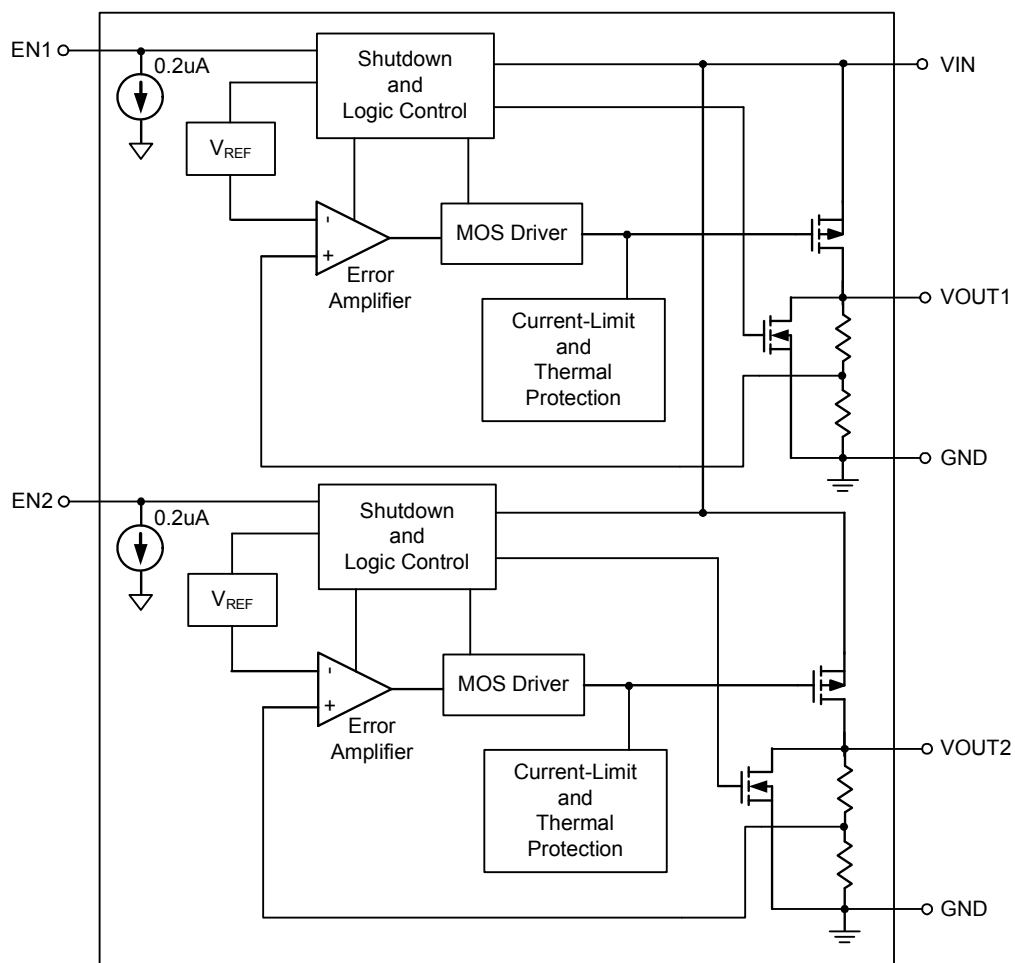 EN1
0.2uA
Shutdown
and
Logic Control
VIN
VREF
-
+
MOS Driver
Error
Amplifier
VOUT1
Current-Limit
and
Thermal
Protection
GND
EN2
0.2uA
Shutdown
and
Logic Control
VREF
-
+
MOS Driver
Error
Amplifier
VOUT2
Current-Limit
and
Thermal
Protection
GND